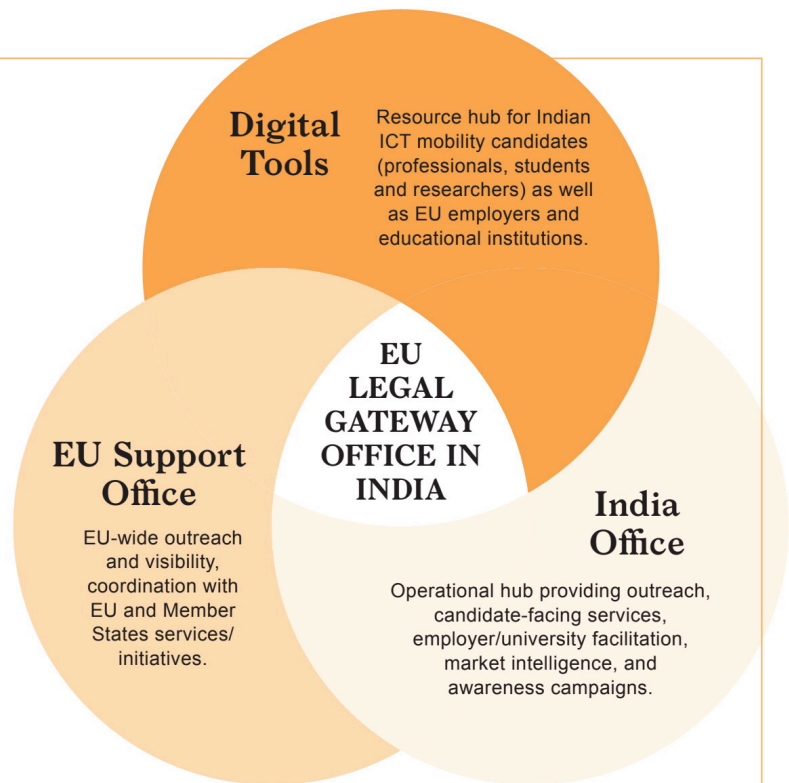 Digital
Tools
Resource hub for Indian
ICT mobility candidates
(professionals, students
and researchers) as well
as EU employers and
educational institutions.
EU
LEGAL
GATEWAY
OFFICE IN
INDIA
EU Support
Office
EU-wide outreach
and visibility,
coordination with
EU and Member
States services/
initiatives.
India
Office
Operational hub providing outreach,
candidate-facing services,
employer/university facilitation,
market intelligence, and
awareness campaigns.